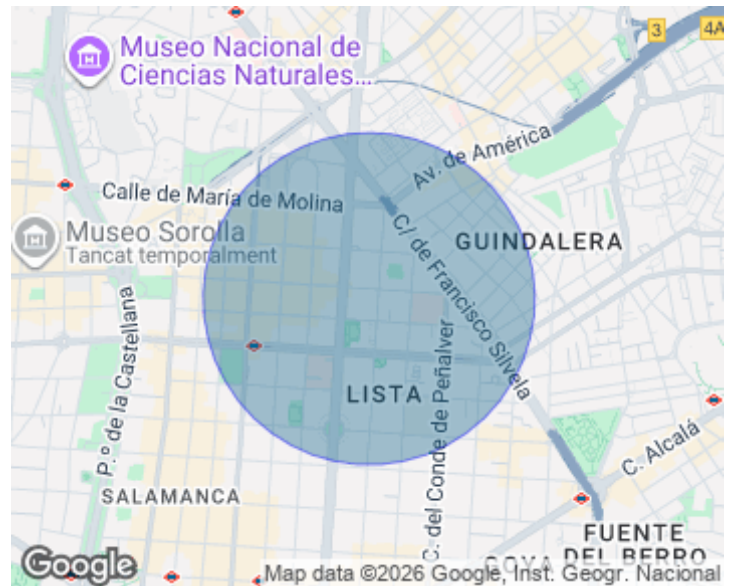 Museo Nacional de
Ciencias Naturales...
3
4A
Av. de América
Calle de María de Molina
Museo Sorolla
Tancat temporalment
C/ de Francisco Silvela
GUINDALERA
P.º de la Castellana
LISTA
C. del Conde de Peñalver
C. Alcalá
SALAMANCA
FUENTE
DEL BERRO
GOYA
Google
Map data ©2026 Google, Inst. Geogr. Nacional